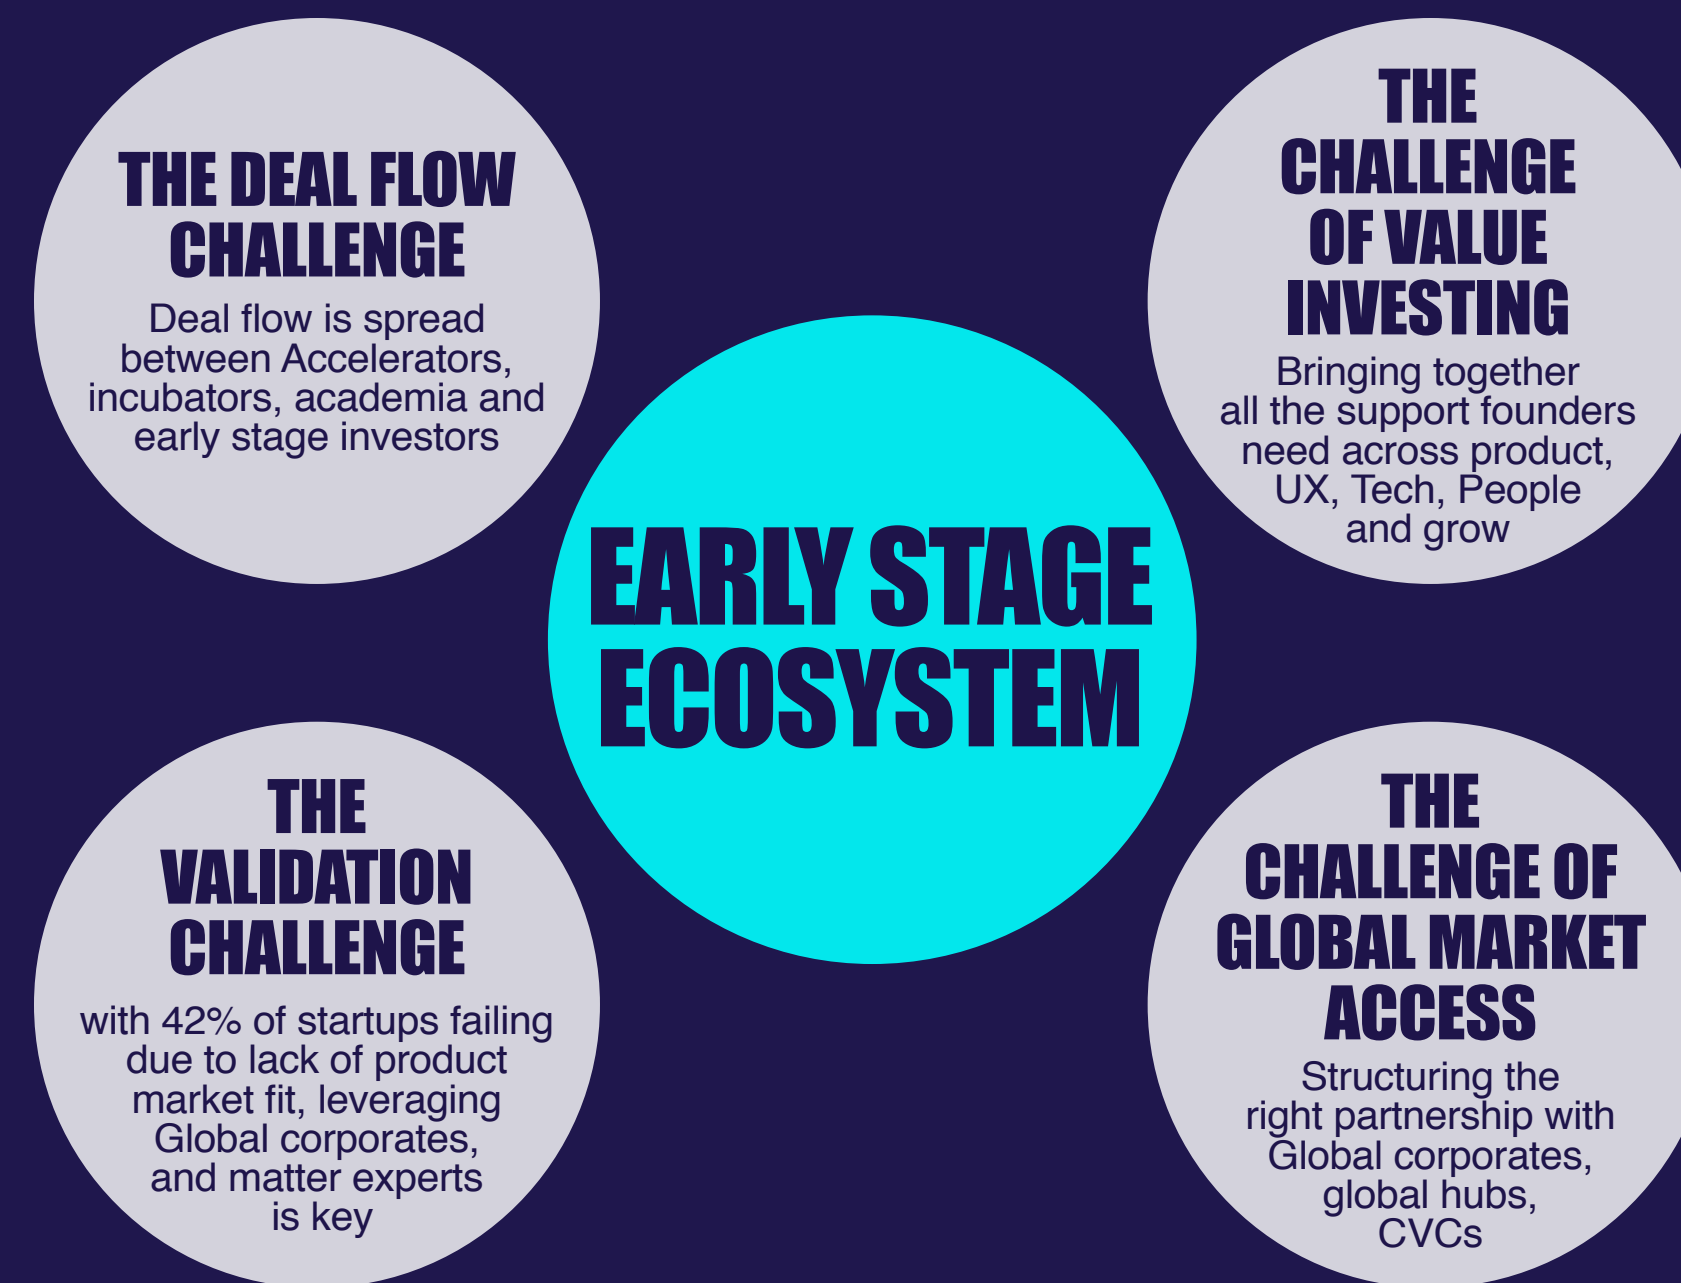 THE DEAL FLOW
CHALLENGE
Deal flow is spread
between Accelerators,
incubators, academia and
early stage investors
THE
CHALLENGE
OF VALUE
INVESTING
Bringing together
all the support founders
need across product,
UX, Tech, People
and grow
EARLY STAGE
ECOSYSTEM
THE
VALIDATION
CHALLENGE
with 42% of startups failing
due to lack of product
market fit, leveraging
Global corporates,
and matter experts
is key
THE
CHALLENGE OF
GLOBAL MARKET
ACCESS
Structuring the
right partnership with
Global corporates,
global hubs,
CVCs